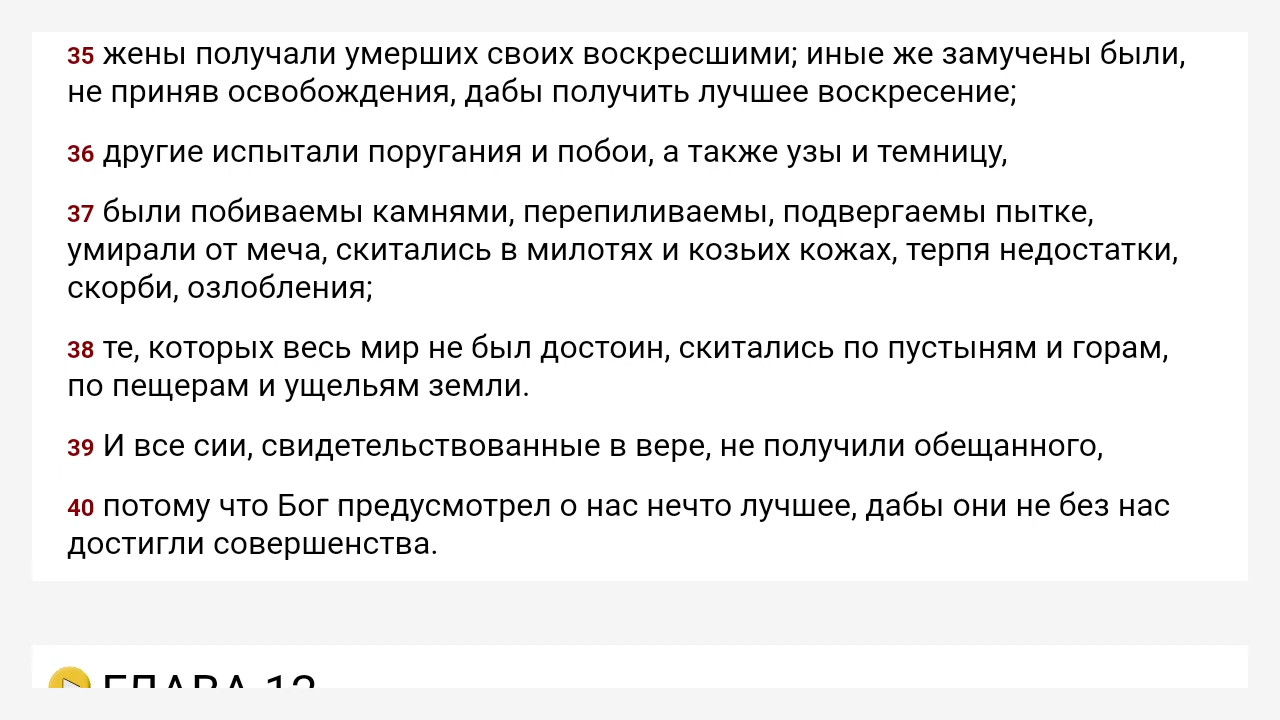 35 жены получали умерших своих воскресшими; иные же замучены были,
не приняв освобождения, дабы получить лучшее воскресение;
36 другие испытали поругания и побои, а также узы и темницу,
37 были побиваемы камнями, перепиливаемы, подвергаемы пытке,
умирали от меча, скитались в милотях и козьих кожах, терпя недостатки,
скорби, озлобления;
38 те, которых весь мир не был достоин, скитались по пустыням и горам,
по пещерам и ущельям земли.
39 И все сии, свидетельствованные в вере, не получили обещанного,
40 потому что Бог предусмотрел о нас нечто лучшее, дабы они не без нас
достигли совершенства.
ГЛАВА 12